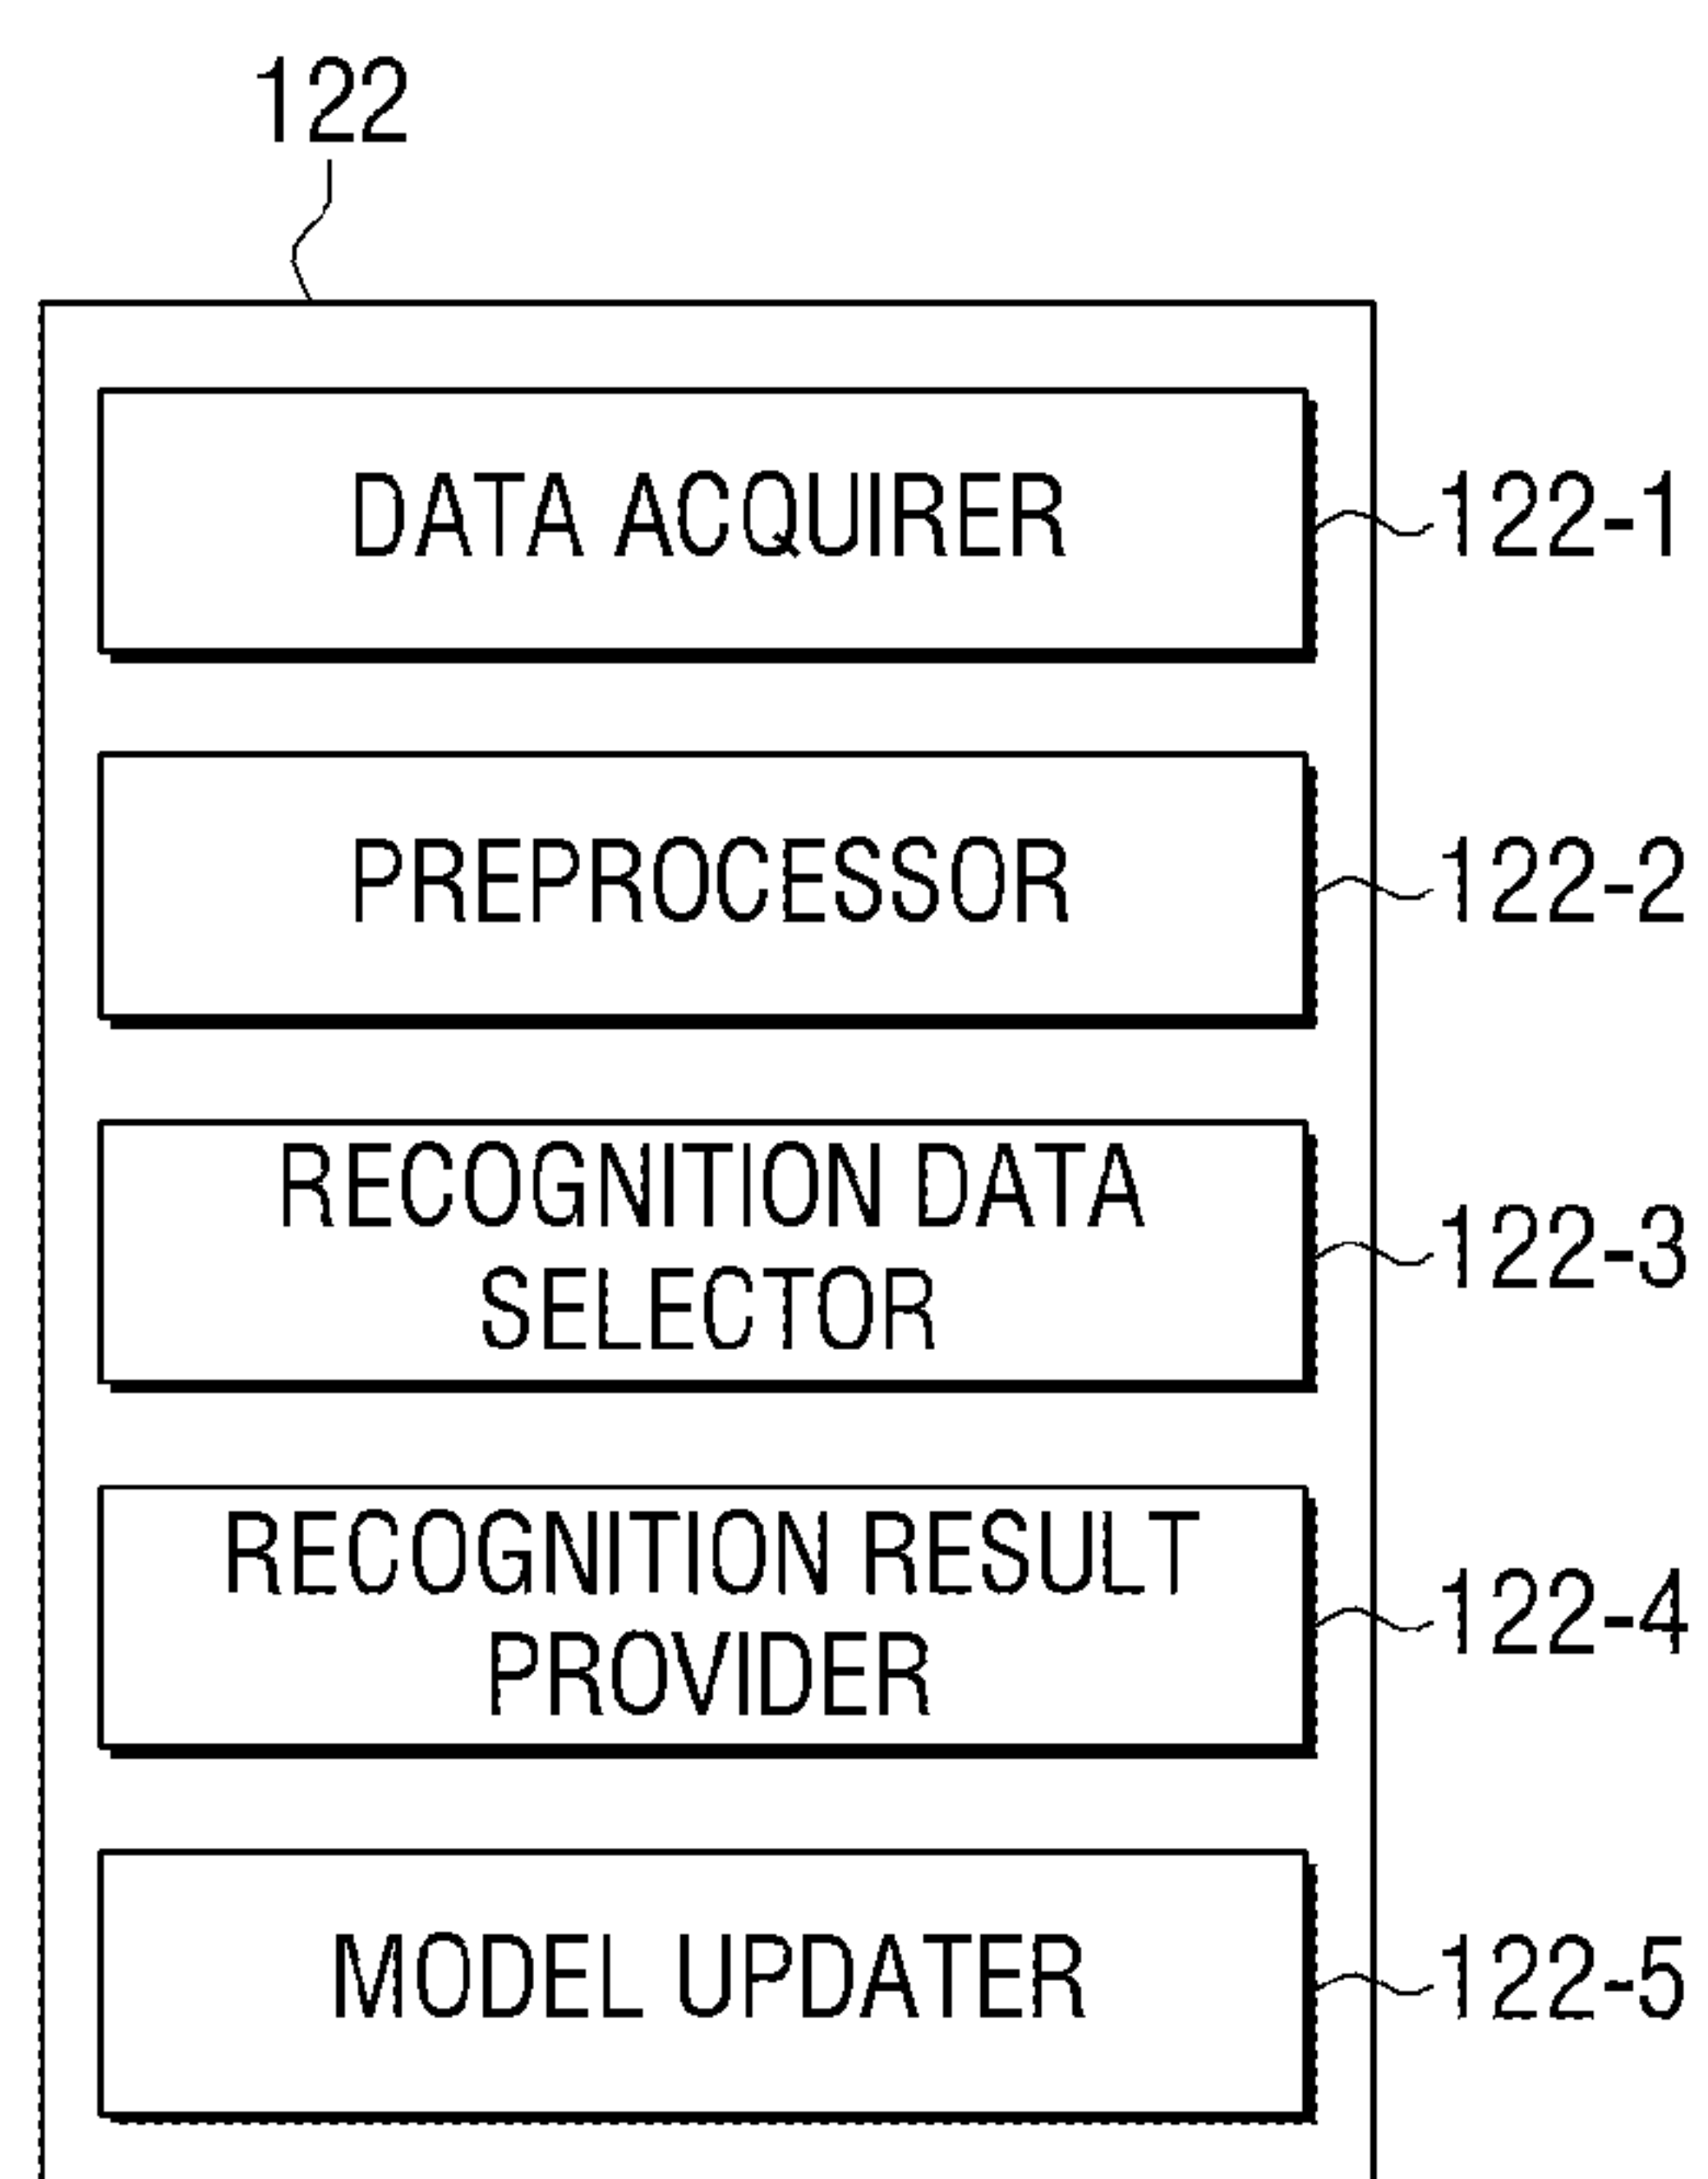 122
DATA ACQUIRER
122-1
PREPROCESSOR
122-2
RECOGNITION DATA
SELECTOR
122-3
RECOGNITION RESULT
PROVIDER
122-4
MODEL UPDATER
122-5